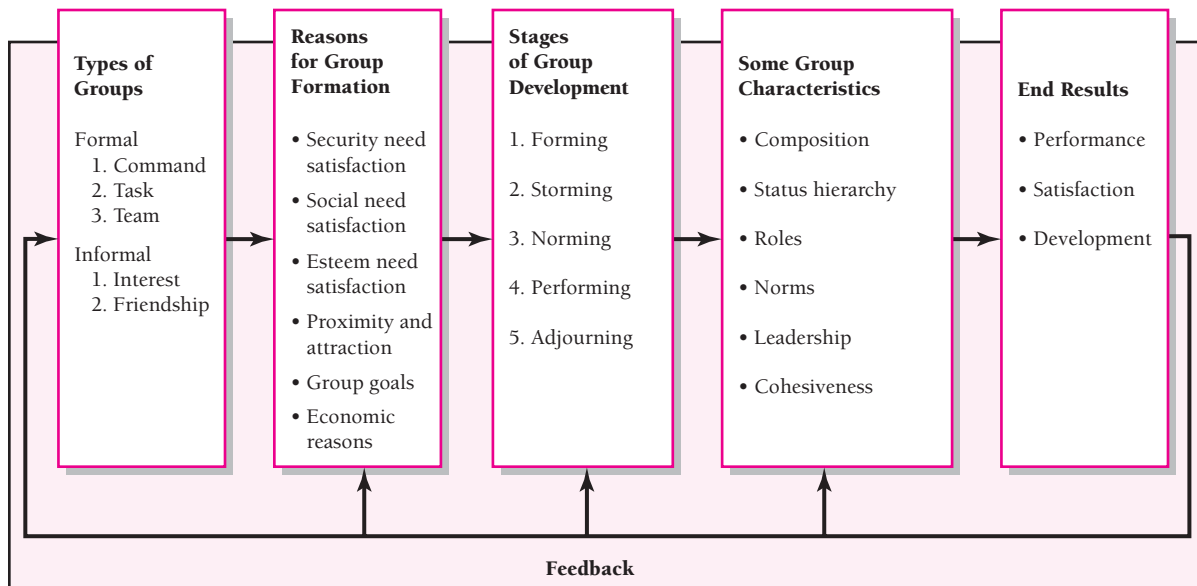 Types of
Groups
Formal
1. Command
2. Task
3. Team
Informal
1. Interest
2. Friendship
Reasons
for Group
Formation
• Security need
satisfaction
• Social need
satisfaction
• Esteem need
satisfaction
• Proximity and
attraction
• Group goals
• Economic
reasons
Stages
of Group
Development
1. Forming
2. Storming
3. Norming
4. Performing
5. Adjourning
Some Group
Characteristics
• Composition
• Status hierarchy
• Roles
• Norms
• Leadership
• Cohesiveness
End Results
• Performance
• Satisfaction
• Development
Feedback